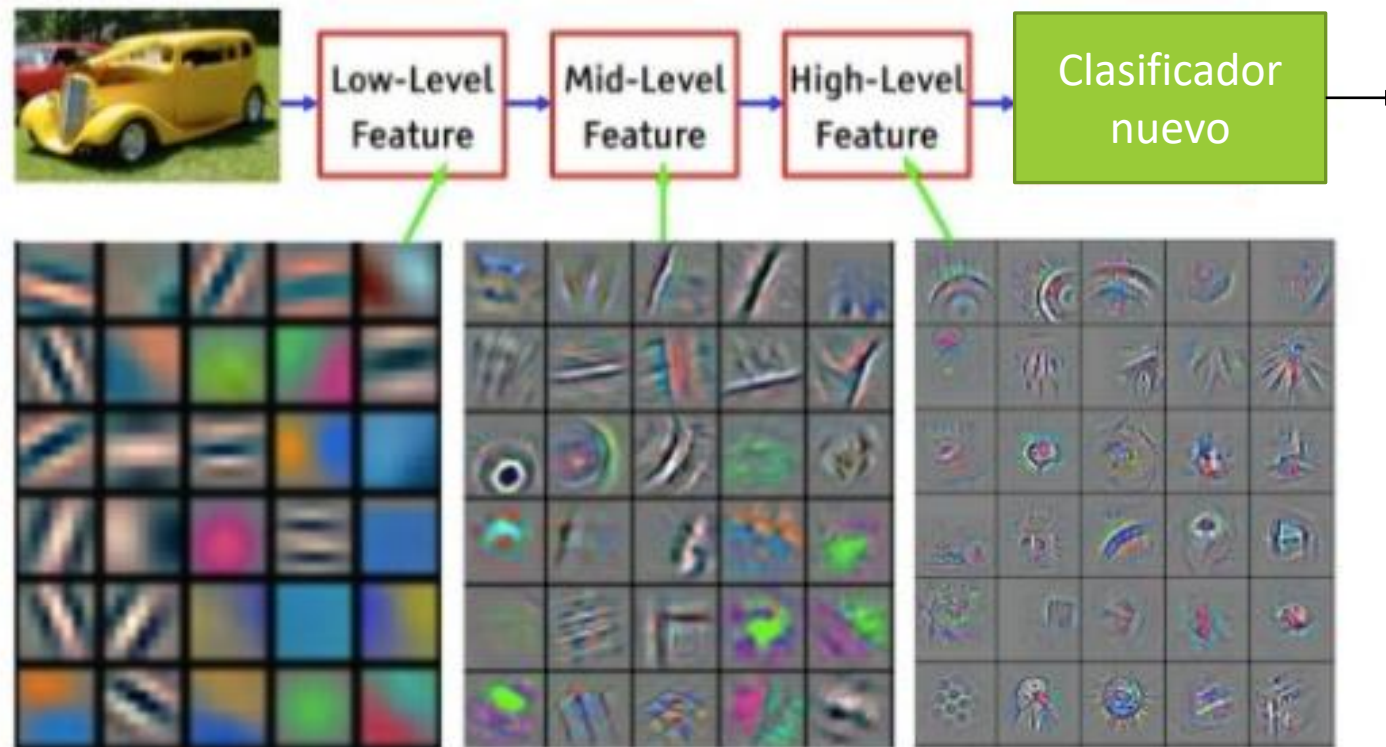 Low-Level
Feature
Mid-Level
Feature
High-Level
Feature
Clasificador
nuevo